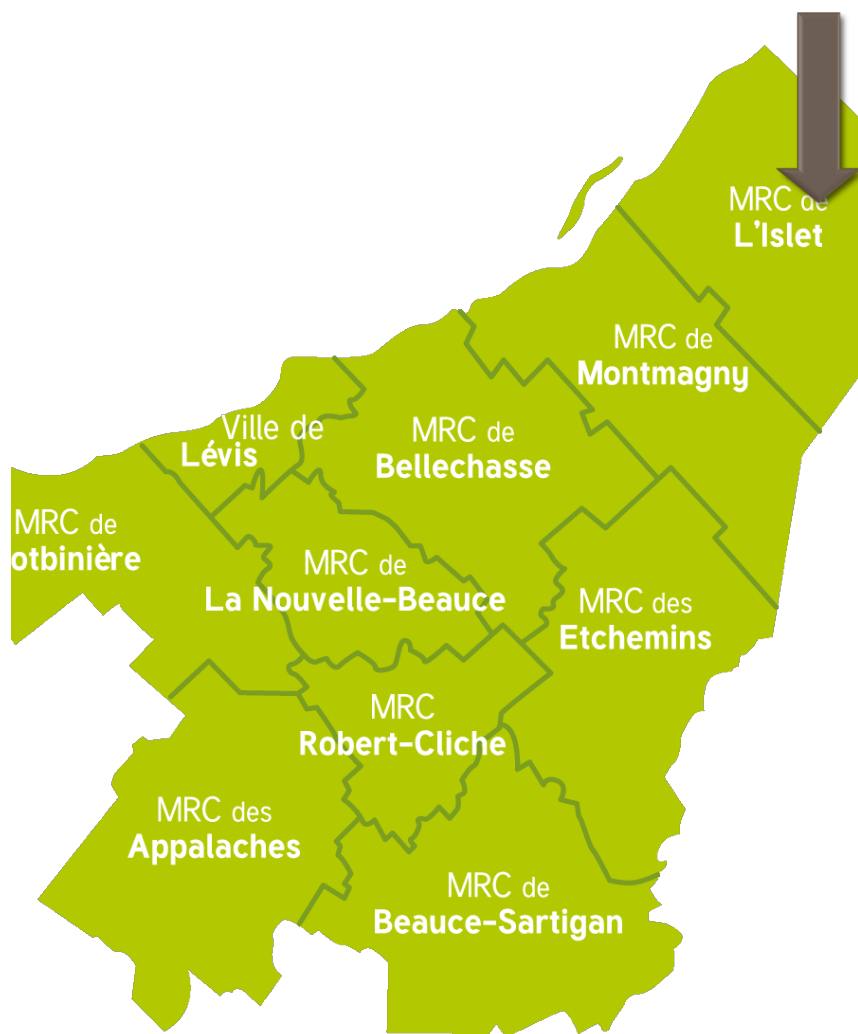 MRC de
L'Islet
MRC de
Montmagny
Ville de
Lévis
MRC de
Bellechasse
MRC de
otbinière
MRC de
La Nouvelle-Beauce
MRC des
Etchemins
MRC
Robert-Cliche
MRC des
Appalaches
MRC de
Beauce-Sartigan